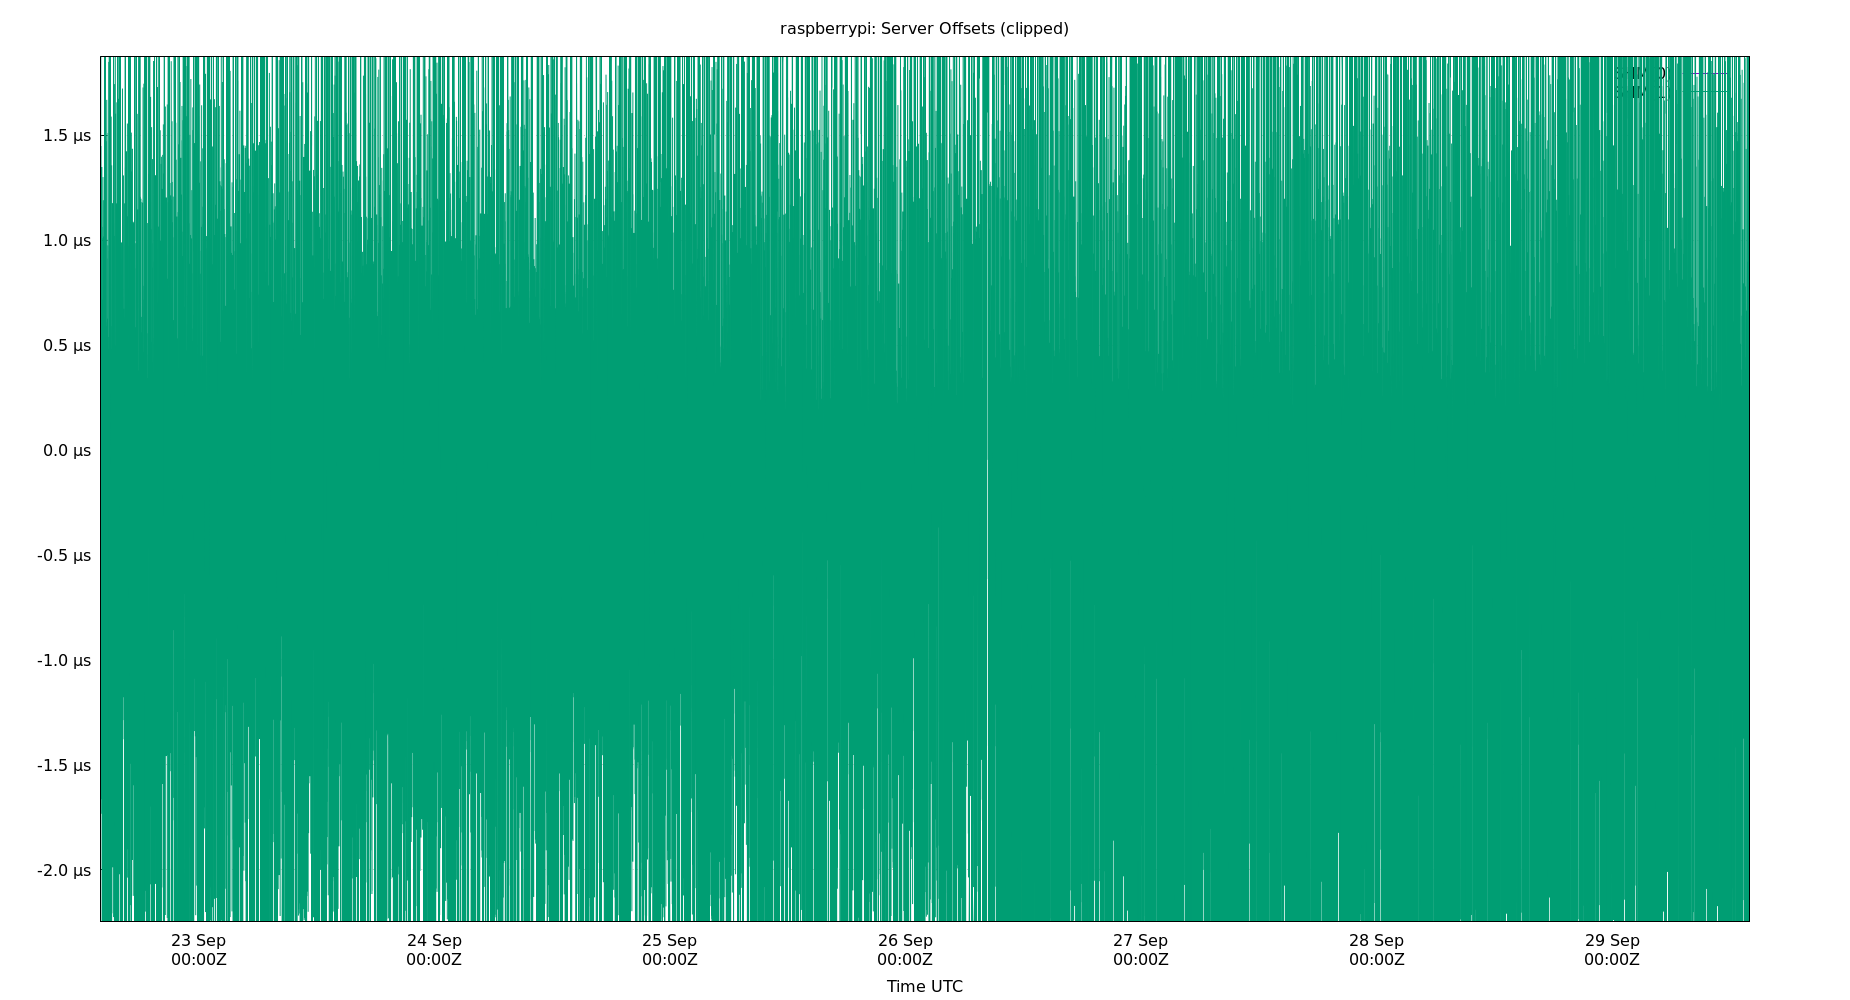 raspberrypi: Server Offsets (clipped)
1.5 µs
1.0 µs
0.5 µs
0.0 µs
-0.5 µs
-1.0 µs
-1.5 µs
-2.0 µs
23 Sep
00:00Z
24 Sep
00:00Z
25 Sep
00:00Z
26 Sep
00:00Z
27 Sep
00:00Z
28 Sep
00:00Z
29 Sep
00:00Z
Time UTC